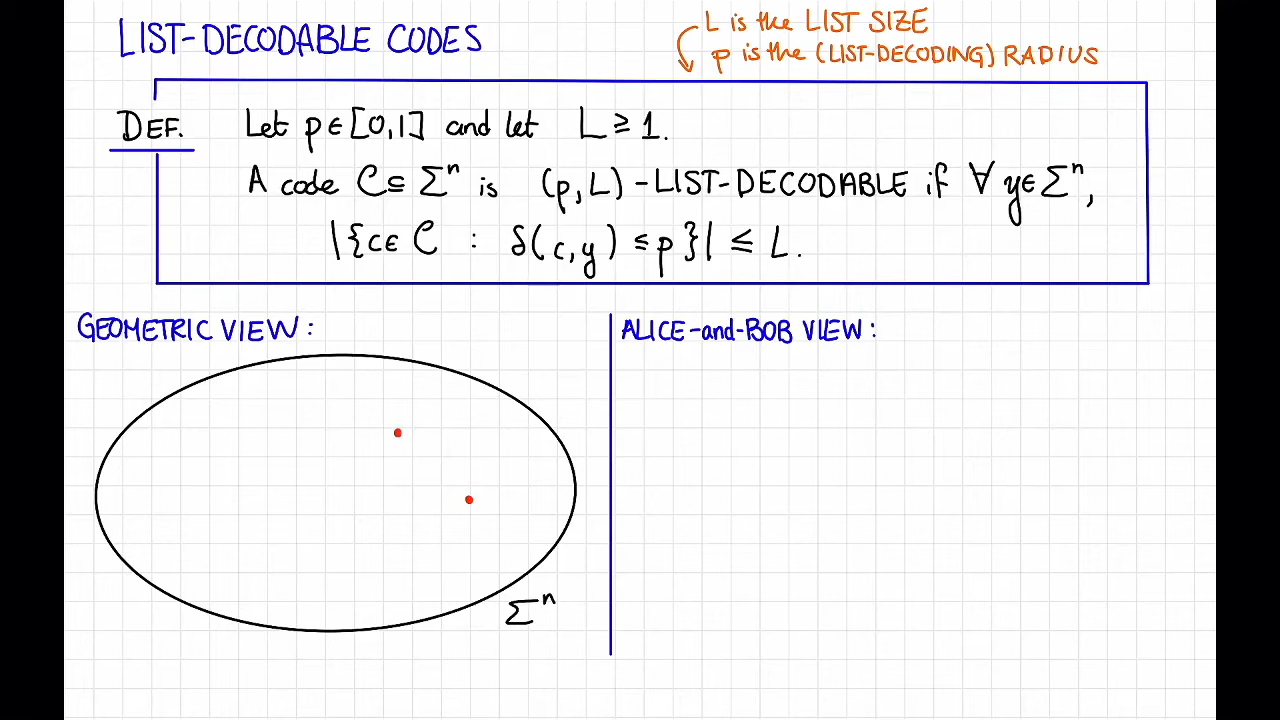 LIST-DECODABLE CODES
L is the LIST SIZE
p is the (LIST-DECODING) RADIUS
DEF. Let p ∈ [0,1] and let L ≥ 1.
A code C ⊆ Σⁿ is (p, L)-LIST-DECODABLE if ∀ y ∈ Σⁿ,
|{c ∈ C : δ(c,y) ≤ p}| ≤ L.
GEOMETRIC VIEW:
ALICE-and-BOB VIEW:
Σⁿ